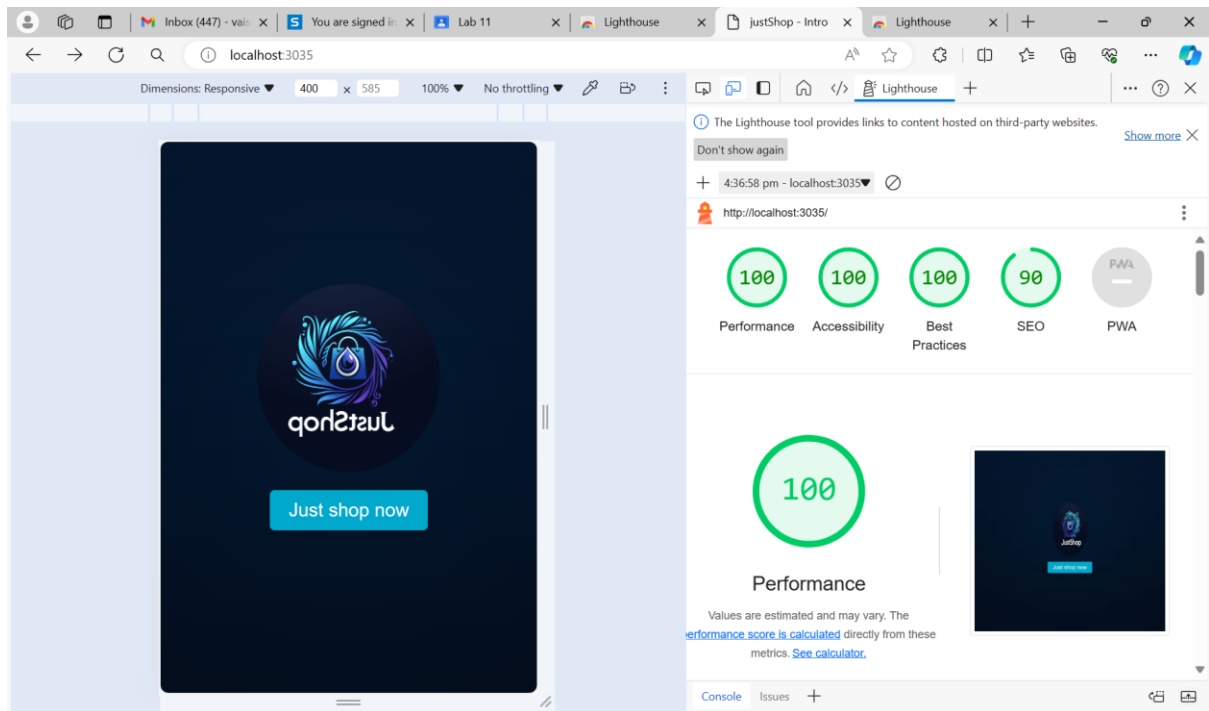 Inbox (447) - vais
You are signed in
Lab 11
Lighthouse
justShop - Intro
Lighthouse
localhost:3035
Dimensions: Responsive 400 x 585 100% No throttling
Lighthouse
The Lighthouse tool provides links to content hosted on third-party websites.
Show more
Don't show again
4:36:58 pm - localhost:3035
http://localhost:3035/
100 100 100 90 PWA
Performance Accessibility Best Practices SEO PWA
JustShop
Just shop now
100
Performance
Values are estimated and may vary. The
performance score is calculated directly from these
metrics. See calculator.
JustShop
Just shop now
Console Issues